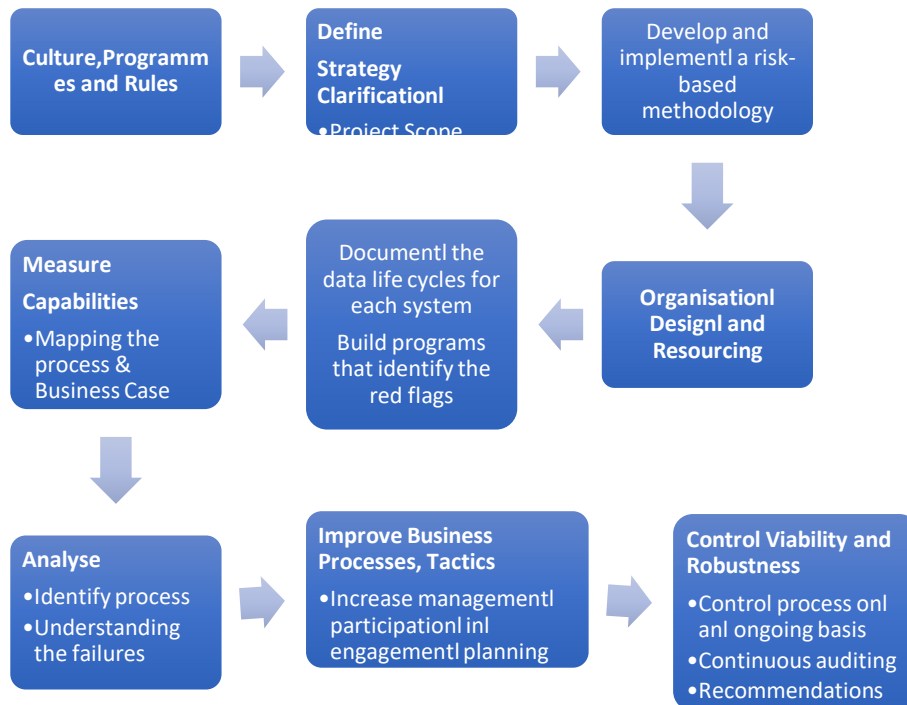 Culture,Programm
es and Rules
Define
Strategy
Clarificationl
•Project Scope
Develop and
implementl a risk-
based
methodology
Organisationl
Designl and
Resourcing
Documentl the
data life cycles for
each system
Build programs
that identify the
red flags
Measure
Capabilities
•Mapping the
process &
Business Case
Analyse
•Identify process
•Understanding
the failures
Improve Business
Processes, Tactics
•Increase managementl
participationl inl
engagementl planning
Control Viability and
Robustness
•Control process onl
anl ongoing basis
•Continuous auditing
•Recommendations